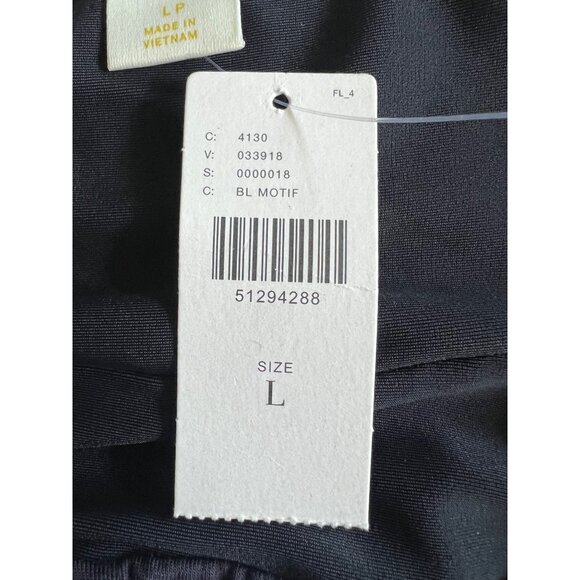 LP
MADE IN
VIETNAM
FL_4
C: 4130
V: 033918
S: 0000018
C: BL MOTIF
51294288
SIZE
L